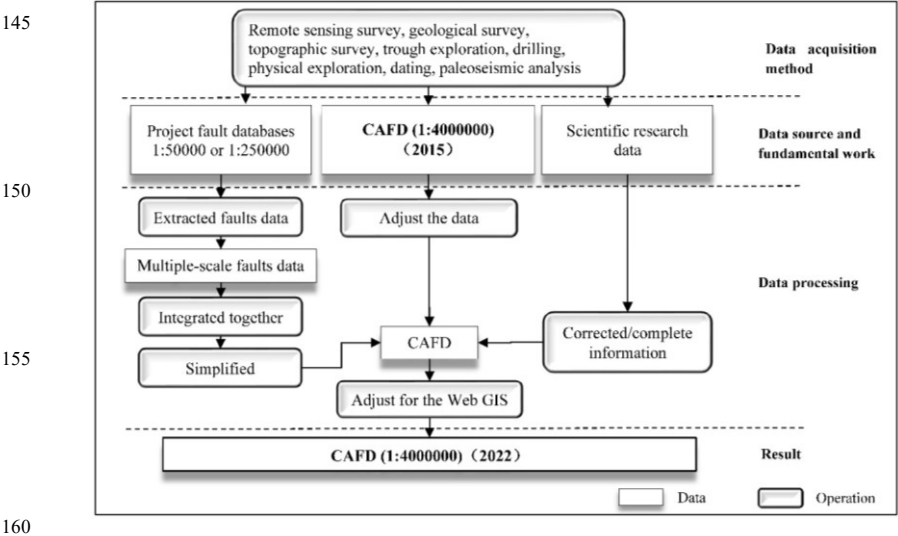 145
Remote sensing survey, geological survey,
topographic survey, trough exploration, drilling,
physical exploration, dating, paleoseismic analysis
Data acquisition
method
Project fault databases
1:50000 or 1:250000
CAFD (1:4000000)
（2015）
Scientific research
data
Data source and
fundamental work
150
Extracted faults data
Adjust the data
Multiple-scale faults data
Data processing
Integrated together
Corrected/complete
information
155
CAFD
Simplified
Adjust for the Web GIS
CAFD (1:4000000)（2022）
Result
Data
Operation
160